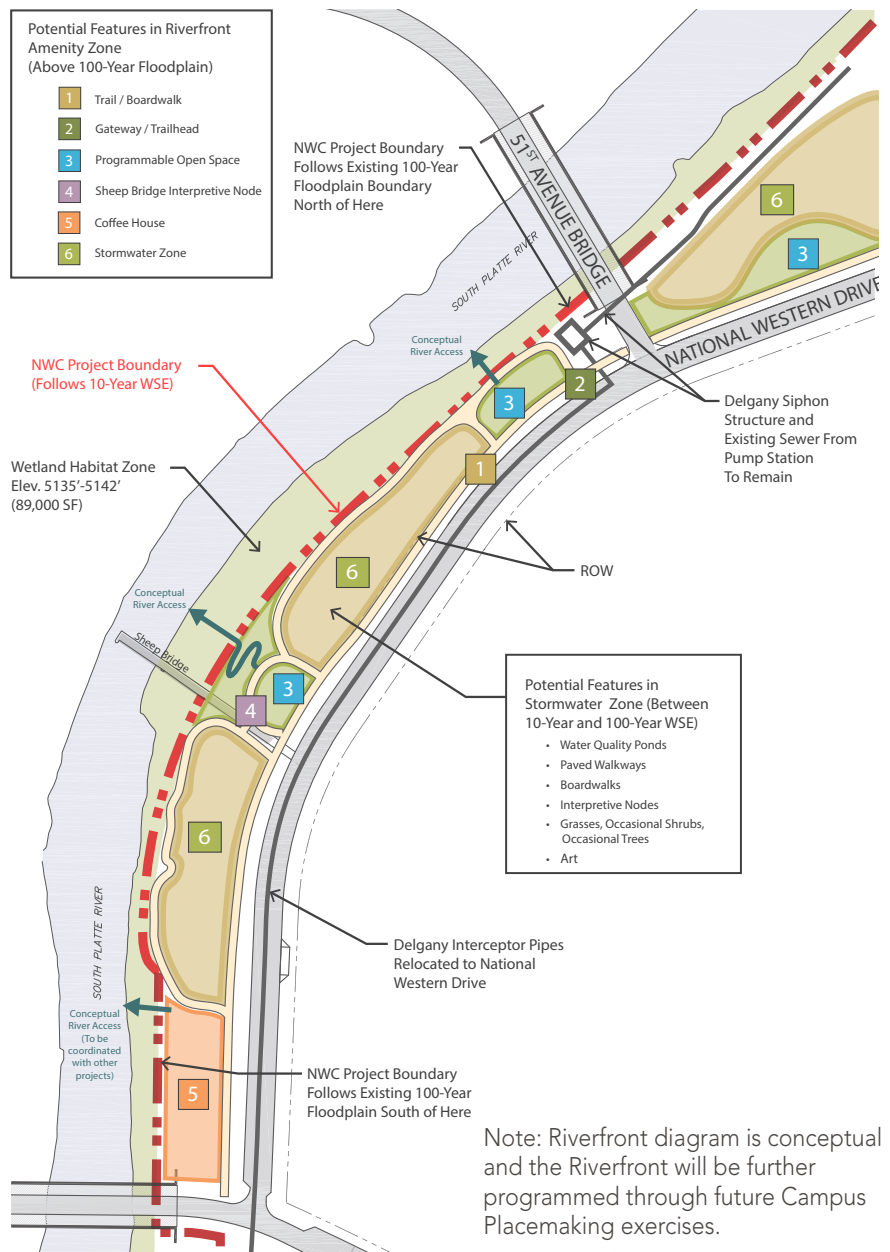 Potential Features in Riverfront
Amenity Zone
(Above 100-Year Floodplain)
1 Trail / Boardwalk
2 Gateway / Trailhead
3 Programmable Open Space
4 Sheep Bridge Interpretive Node
5 Coffee House
6 Stormwater Zone
NWC Project Boundary
Follows Existing 100-Year
Floodplain Boundary
North of Here
51ST AVENUE BRIDGE
6
3
SOUTH PLATTE RIVER
NATIONAL WESTERN DRIVE
Conceptual
River Access
NWC Project Boundary
(Follows 10-Year WSE)
2
3
Delgany Siphon
Structure and
Existing Sewer From
Pump Station
To Remain
Wetland Habitat Zone
Elev. 5135’-5142’
(89,000 SF)
1
ROW
6
Conceptual
River Access
Sheep Bridge
3
4
Potential Features in
Stormwater Zone (Between
10-Year and 100-Year WSE)
• Water Quality Ponds
• Paved Walkways
• Boardwalks
• Interpretive Nodes
• Grasses, Occasional Shrubs,
Occasional Trees
• Art
6
SOUTH PLATTE RIVER
Delgany Interceptor Pipes
Relocated to National
Western Drive
Conceptual
River Access
(To be
coordinated
with other
projects)
5
NWC Project Boundary
Follows Existing 100-Year
Floodplain South of Here
Note: Riverfront diagram is conceptual
and the Riverfront will be further
programmed through future Campus
Placemaking exercises.